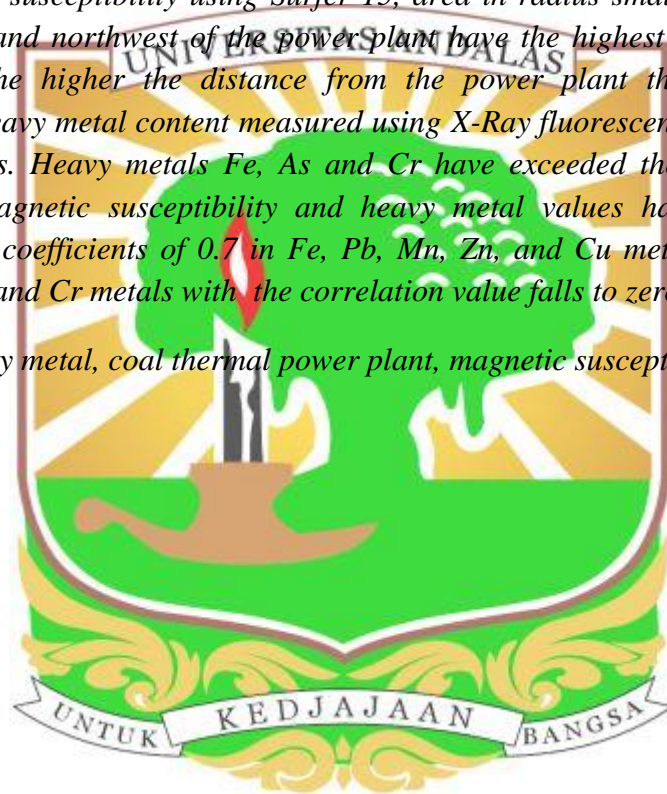 susceptibility using Surfer 13, area in radius small
and northwest of the power plant have the highest
he higher the distance from the power plant th
eavy metal content measured using X-Ray fluorescen
s. Heavy metals Fe, As and Cr have exceeded the
agnetic susceptibility and heavy metal values ha
coefficients of 0.7 in Fe, Pb, Mn, Zn, and Cu met
and Cr metals with the correlation value falls to zer
y metal, coal thermal power plant, magnetic suscept
UNIVERSITAS ANDALAS
UNTUK KEDJAJAAN BANGSA